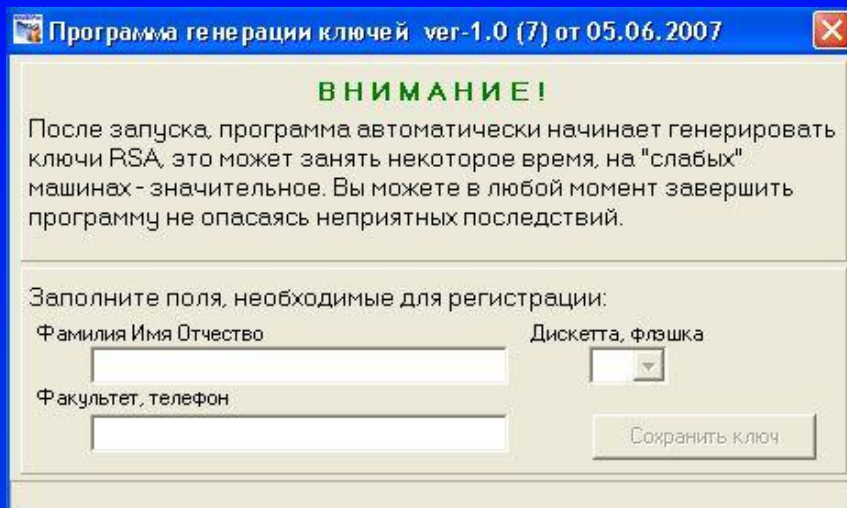 Программа генерации ключей ver-1.0 (7) от 05.06.2007
ВНИМАНИЕ!
После запуска, программа автоматически начинает генерировать
ключи RSA, это может занять некоторое время, на "слабых"
машинах - значительное. Вы можете в любой момент завершить
программу не опасаясь неприятных последствий.
Заполните поля, необходимые для регистрации:
Фамилия Имя Отчество
Дискетта, флэшка
Факультет, телефон
Сохранить ключ